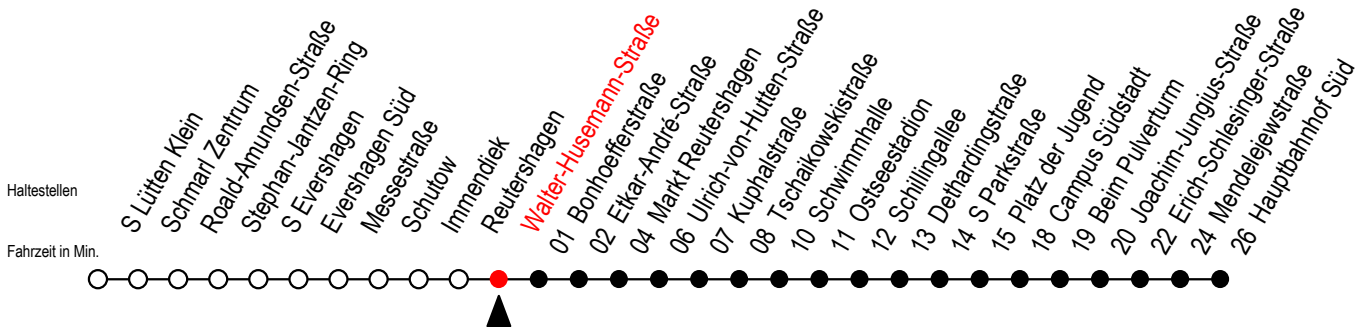 Haltestellen
Fahrzeit in Min.
S Lütten Klein
Schmarl Zentrum
Roald-Amundsen-Straße
Stephan-Jantzen-Ring
S Evershagen
Evershagen Süd
Messestraße
Schutow
Immendiek
Reutershagen
Walter-Husemann-Straße
01 Bonhoefferstraße
02 Etkar-André-Straße
04 Markt Reutershagen
06 Ulrich-von-Hutten-Straße
07 Kuphalstraße
08 Tschaikowskistraße
10 Schwimmhalle
11 Ostseestadion
12 Schillingallee
13 Dethardingstraße
14 S Parkstraße
15 Platz der Jugend
18 Campus Südstadt
19 Beim Pulverturm
20 Joachim-Jungius-Straße
22 Erich-Schlesinger-Straße
24 Mendelejewstraße
26 Hauptbahnhof Süd